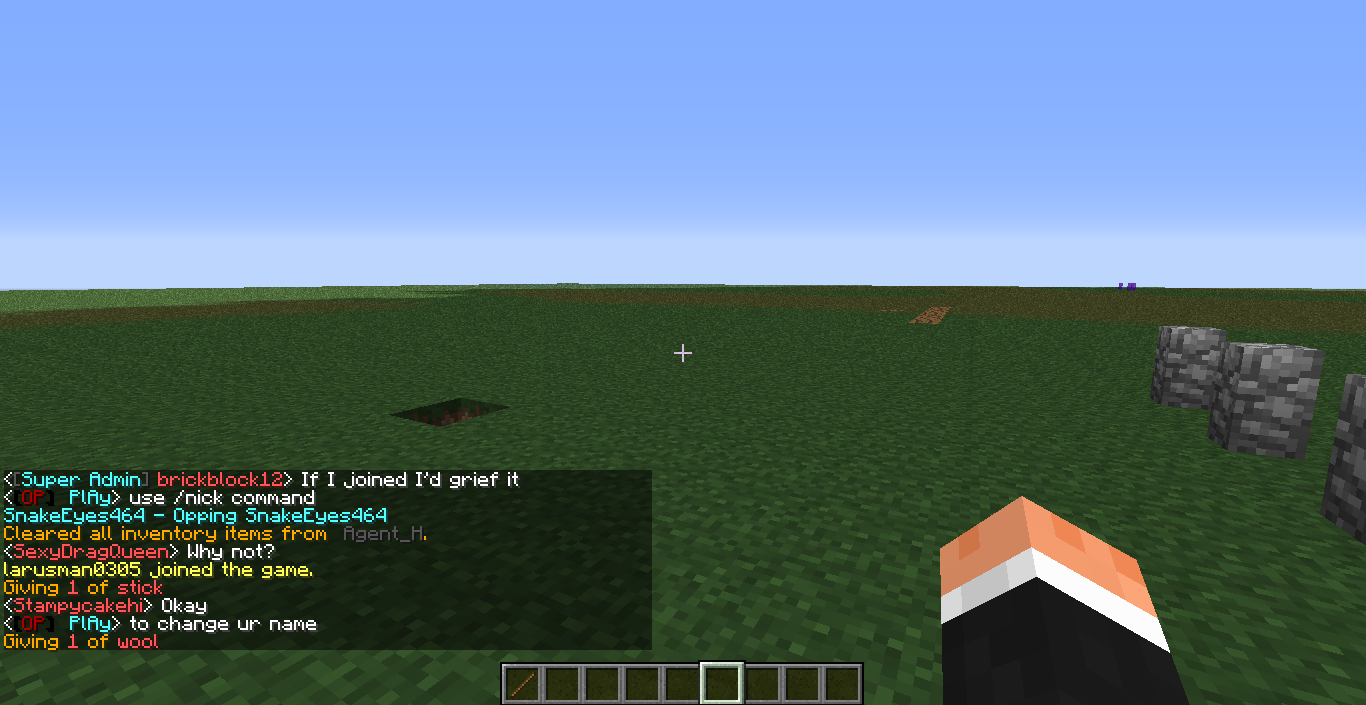 <[Super Admin] brickblock12> If I joined I'd grief it
<[OP] PlAy> use /nick command
SnakeEyes464 - Opping SnakeEyes464
Cleared all inventory items from Agent_H.
<SexyDragQueen> Why not?
larusman0305 joined the game.
Giving 1 of stick
<Stampycakehi> Okay
<[OP] PlAy> to change ur name
Giving 1 of wool